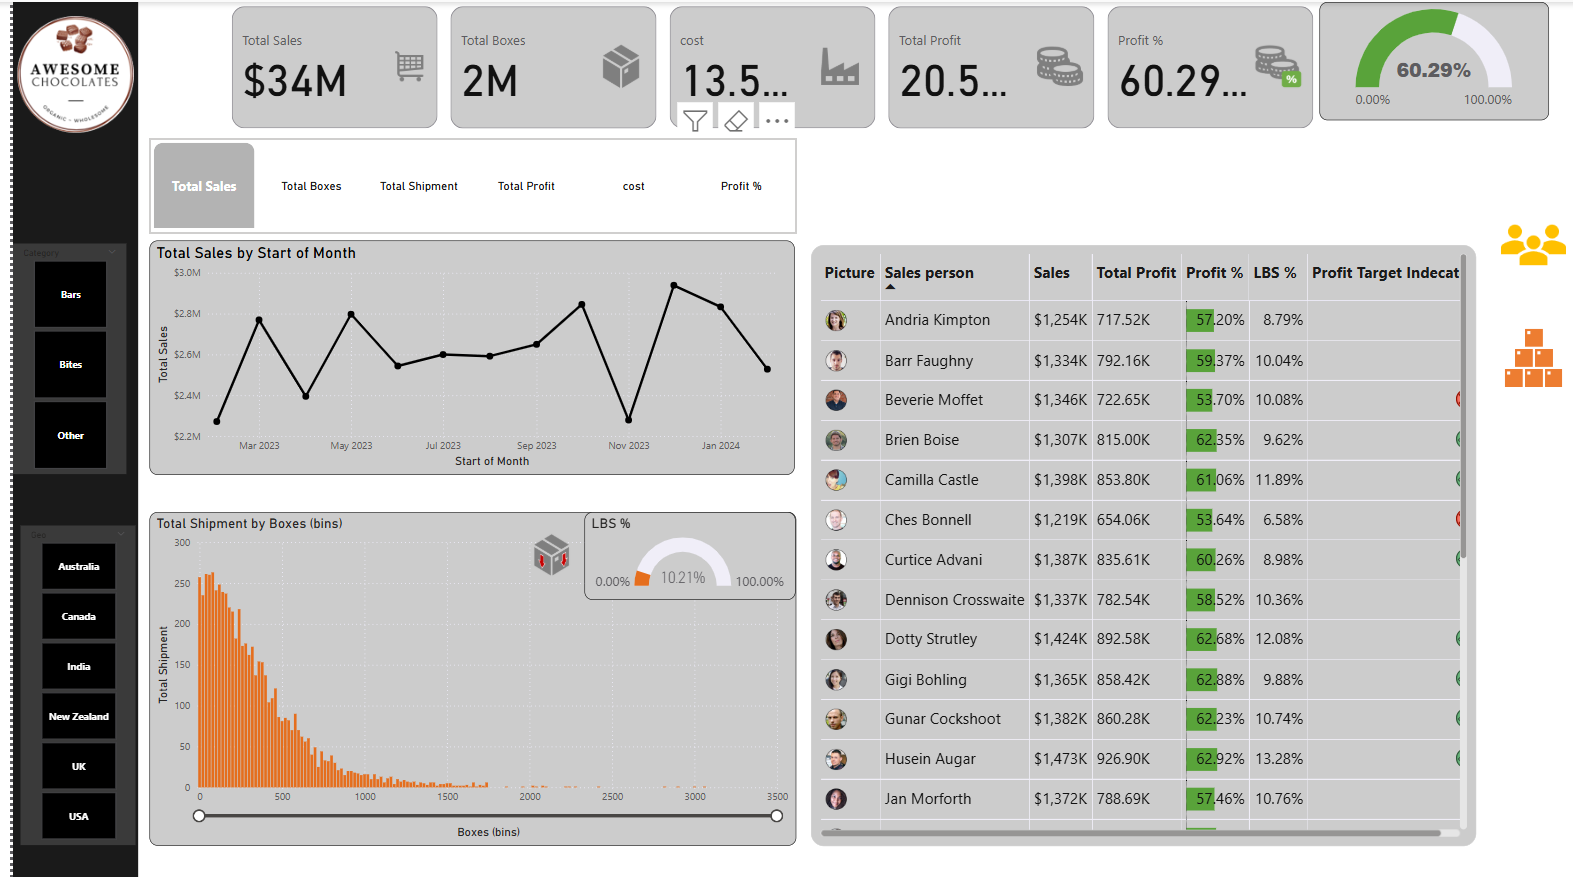 AWESOME
CHOCOLATES
ORGANIC - WHOLESOME
Total Sales
$34M
Total Boxes
2M
cost
13.5...
Total Profit
20.5...
Profit %
60.29...
%
60.29%
0.00%
100.00%
Total Sales
Total Boxes
Total Shipment
Total Profit
cost
Profit %
Category
Bars
Bites
Other
Geo
Australia
Canada
India
New Zealand
UK
USA
Total Sales by Start of Month
Total Sales
$3.0M
$2.8M
$2.6M
$2.4M
$2.2M
Mar 2023
May 2023
Jul 2023
Sep 2023
Nov 2023
Jan 2024
Start of Month
Total Shipment by Boxes (bins)
LBS %
0.00%
10.21%
100.00%
Total Shipment
300
250
200
150
100
50
0
0
500
1000
1500
2000
2500
3000
3500
Boxes (bins)
Picture Sales person Sales Total Profit Profit % LBS % Profit Target Indecat
Andria Kimpton $1,254K 717.52K 57.20% 8.79%
Barr Faughny $1,334K 792.16K 59.37% 10.04%
Beverie Moffet $1,346K 722.65K 53.70% 10.08%
Brien Boise $1,307K 815.00K 62.35% 9.62%
Camilla Castle $1,398K 853.80K 61.06% 11.89%
Ches Bonnell $1,219K 654.06K 53.64% 6.58%
Curtice Advani $1,387K 835.61K 60.26% 8.98%
Dennison Crosswaite $1,337K 782.54K 58.52% 10.36%
Dotty Strutley $1,424K 892.58K 62.68% 12.08%
Gigi Bohling $1,365K 858.42K 62.88% 9.88%
Gunar Cockshoot $1,382K 860.28K 62.23% 10.74%
Husein Augar $1,473K 926.90K 62.92% 13.28%
Jan Morforth $1,372K 788.69K 57.46% 10.76%